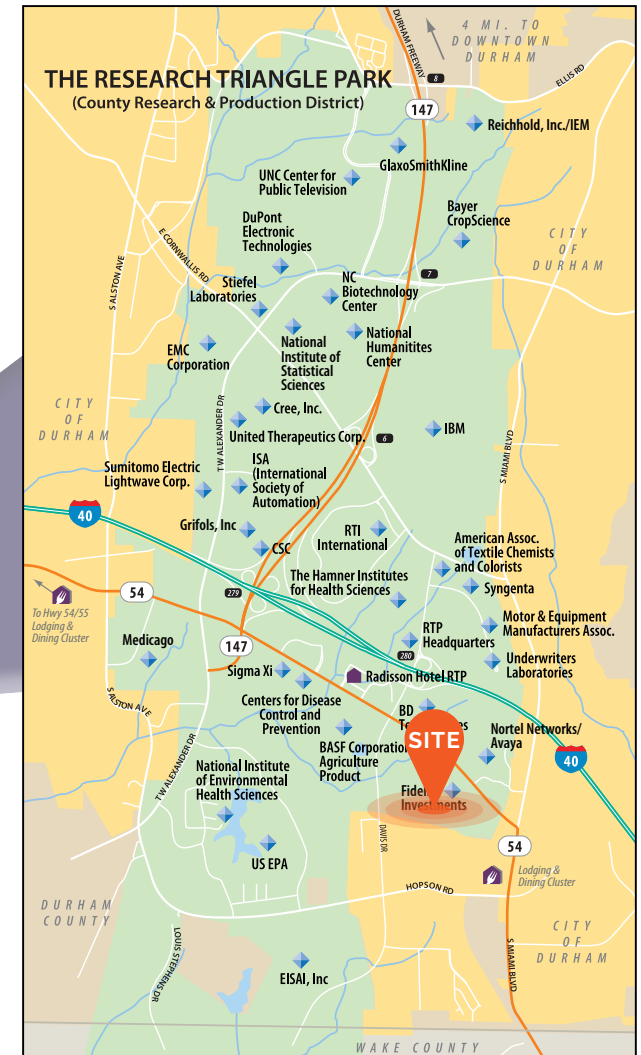 4 MI. TO
DOWNTOWN
DURHAM
DURHAM FREEWAY
8
ELLIS RD
THE RESEARCH TRIANGLE PARK
(County Research & Production District)
147
Reichhold, Inc./IEM
GlaxoSmithKline
UNC Center for
Public Television
Bayer
CropScience
DuPont
Electronic
Technologies
E CORNWALLIS RD
CITY
OF
DURHAM
S ALSTON AVE
7
NC
Biotechnology
Center
Stiefel
Laboratories
National
Humanitites
Center
National
Institute of
Statistical
Sciences
EMC
Corporation
T W ALEXANDER DR
CITY
OF
DURHAM
Cree, Inc.
United Therapeutics Corp.
6
IBM
S MIAMI BLVD
ISA
(International
Society of
Automation)
Sumitomo Electric
Lightwave Corp.
40
Grifols, Inc
CSC
RTI
International
American Assoc.
of Textile Chemists
and Colorists
The Hamner Institutes
for Health Sciences
Syngenta
54
279
To Hwy 54/55
Lodging &
Dining Cluster
Motor & Equipment
Manufacturers Assoc.
RTP
Headquarters
Medicago
147
280
Underwriters
Laboratories
Sigma Xi
Radisson Hotel RTP
Centers for Disease
Control and
Prevention
S ALSTON AVE
BD
Nortel Networks/
Avaya
SITE
BASF Corporation
Agriculture
Product
40
T W ALEXANDER DR
National Institute
of Environmental
Health Sciences
Investments
DAVIS DR
54
US EPA
Lodging &
Dining Cluster
HOPSON RD
DURHAM
COUNTY
LOUIS STEPHENS DR
S MIAMI BLVD
CITY
OF
DURHAM
EISAI, Inc
WAKE COUNTY